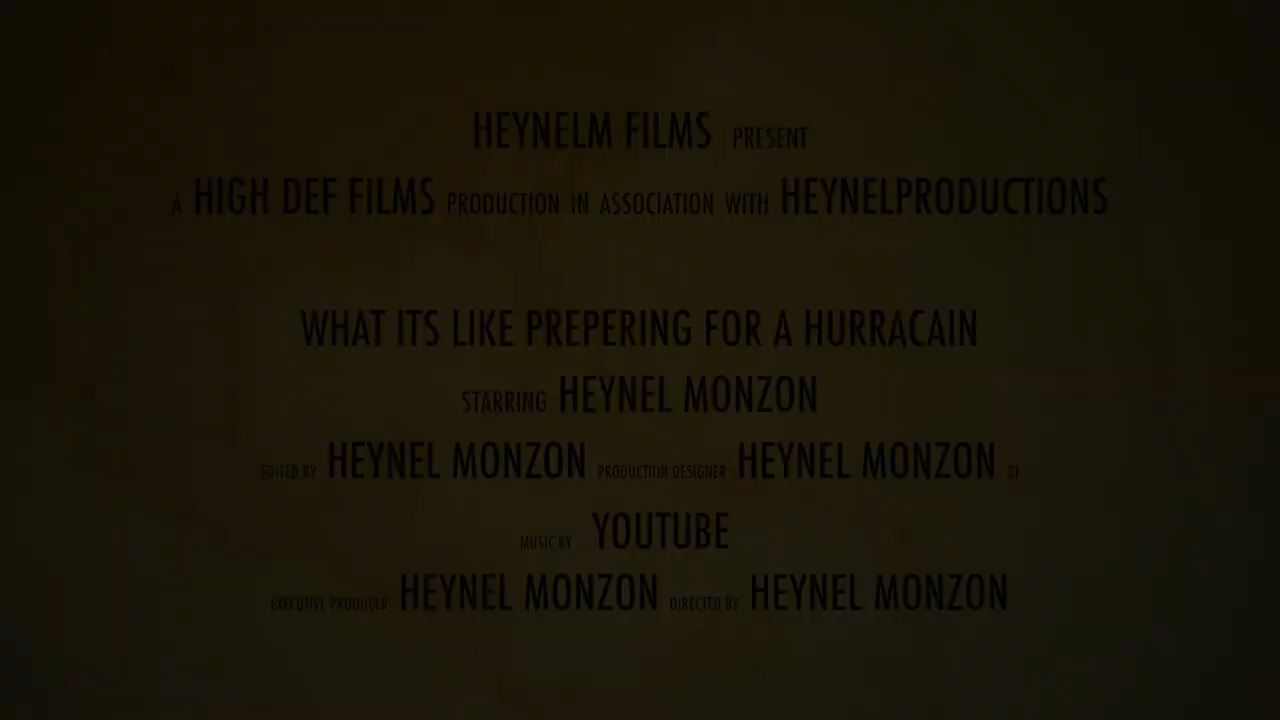 HEYNELM FILMS PRESENT
A HIGH DEF FILMS PRODUCTION IN ASSOCIATION WITH HEYNELPRODUCTIONS
WHAT ITS LIKE PREPERING FOR A HURRACAIN
STARRING HEYNEL MONZON
EDITED BY HEYNEL MONZON PRODUCTION DESIGNER HEYNEL MONZON DI
MUSIC BY YOUTUBE
EXECUTIVE PRODUCER HEYNEL MONZON DIRECTED BY HEYNEL MONZON